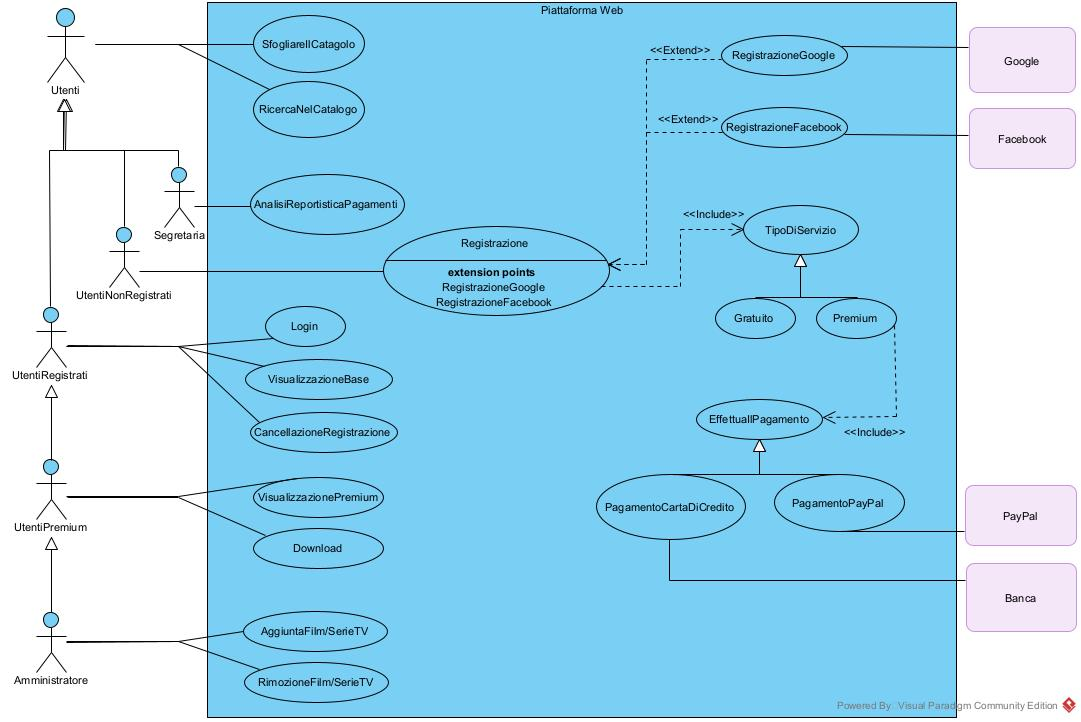 Piattaforma Web
Utenti
SfogliareIlCatagolo
RicercaNelCatalogo
<<Extend>>
RegistrazioneGoogle
Google
<<Extend>>
RegistrazioneFacebook
Facebook
Segretaria
AnalisiReportisticaPagamenti
<<Include>>
TipoDiServizio
UtentiNonRegistrati
Registrazione
extension points
RegistrazioneGoogle
RegistrazioneFacebook
Gratuito
Premium
UtentiRegistrati
Login
VisualizzazioneBase
CancellazioneRegistrazione
EffettuaIlPagamento
<<Include>>
UtentiPremium
VisualizzazionePremium
Download
PagamentoCartaDiCredito
PagamentoPayPal
PayPal
Banca
Amministratore
AggiuntaFilm/SerieTV
RimozioneFilm/SerieTV
Powered By Visual Paradigm Community Edition